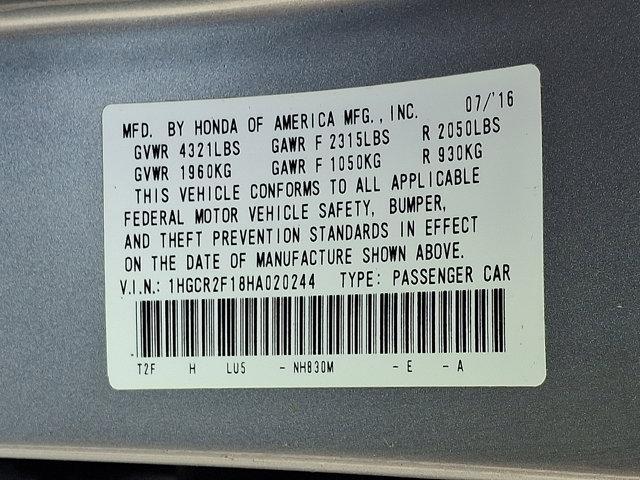 MFD. BY HONDA OF AMERICA MFG., INC. 07/'16
GVWR 4321LBS GAWR F 2315LBS R 2050LBS
GVWR 1960KG GAWR F 1050KG R 930KG
THIS VEHICLE CONFORMS TO ALL APPLICABLE
FEDERAL MOTOR VEHICLE SAFETY, BUMPER,
AND THEFT PREVENTION STANDARDS IN EFFECT
ON THE DATE OF MANUFACTURE SHOWN ABOVE.
V.I.N.: 1HGCR2F18HA020244 TYPE: PASSENGER CAR
T2F H LU5 - NH830M - E - A